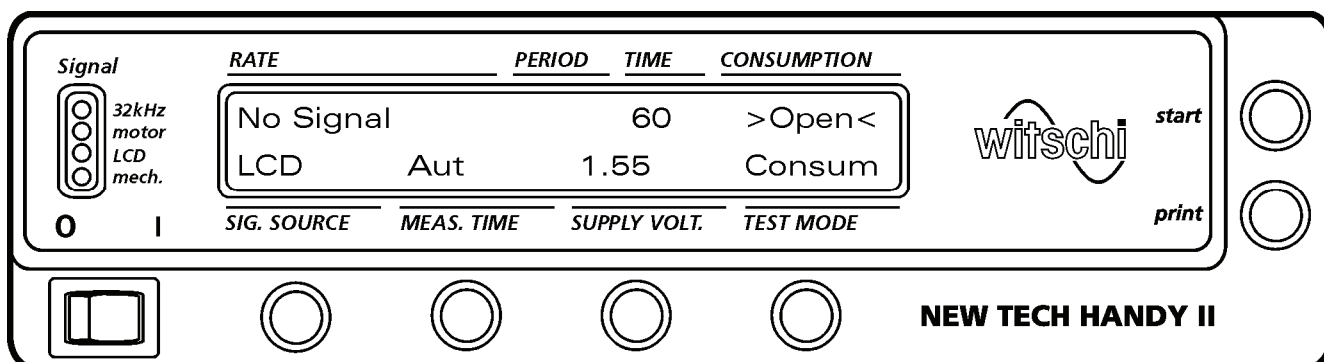 Signal
32kHz
motor
LCD
mech.
O I
RATE PERIOD TIME CONSUMPTION
No Signal 60 >Open<
LCD Aut 1.55 Consum
SIG. SOURCE MEAS. TIME SUPPLY VOLT. TEST MODE
witschi
start
print
NEW TECH HANDY II